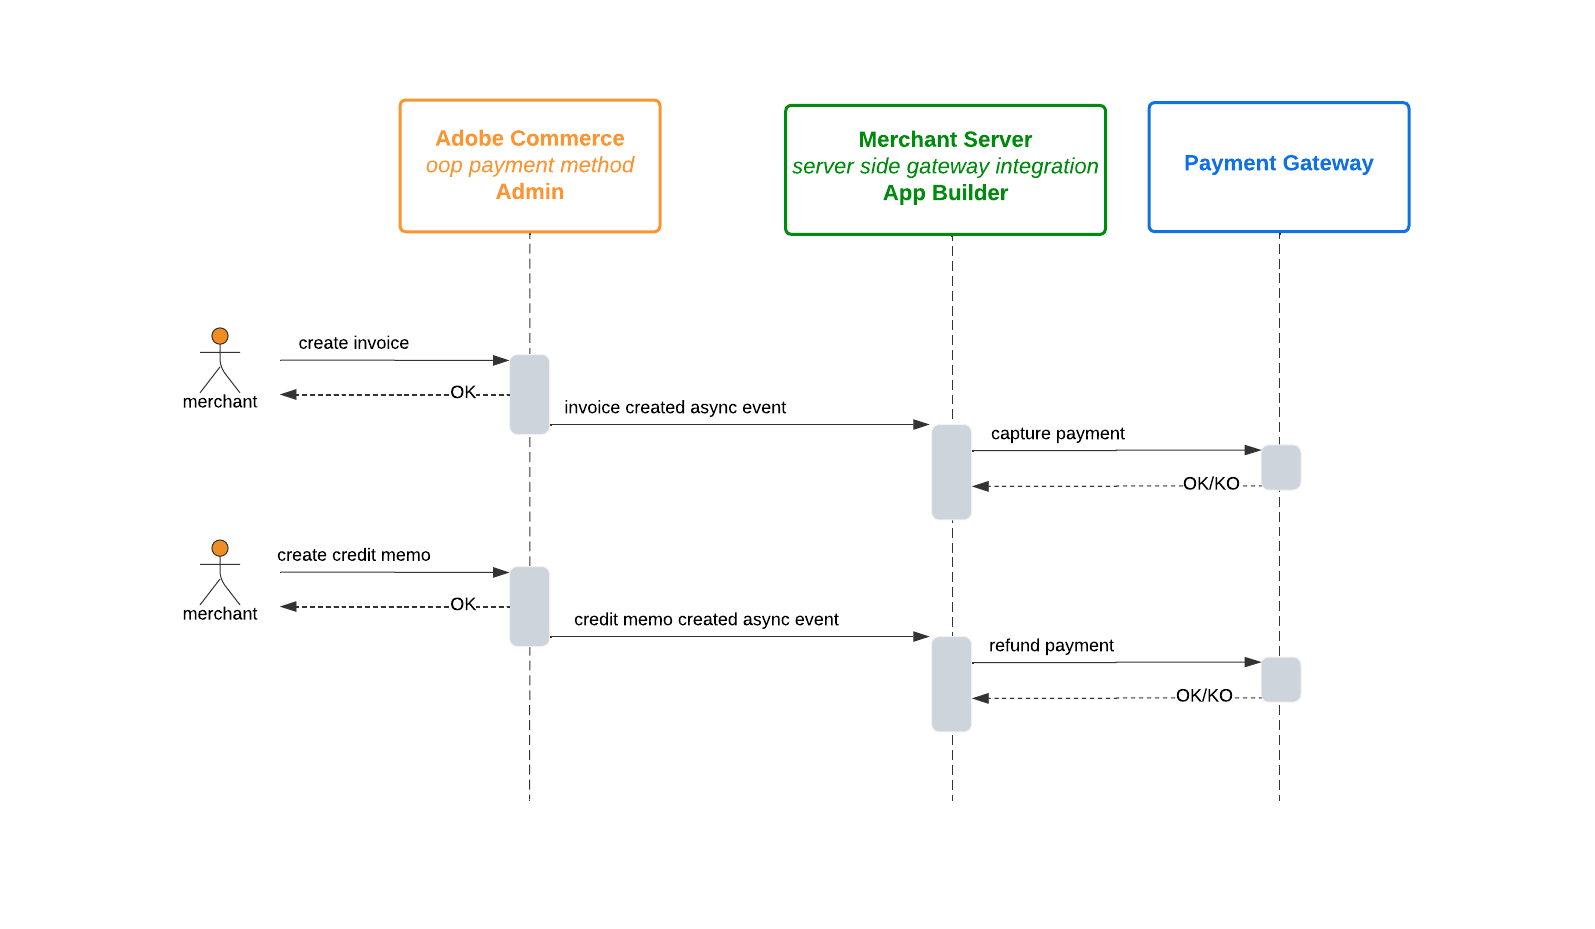 Adobe Commerce
oop payment method
Admin
Merchant Server
server side gateway integration
App Builder
Payment Gateway
create invoice
OK
merchant
invoice created async event
capture payment
OK/KO
create credit memo
OK
merchant
credit memo created async event
refund payment
OK/KO